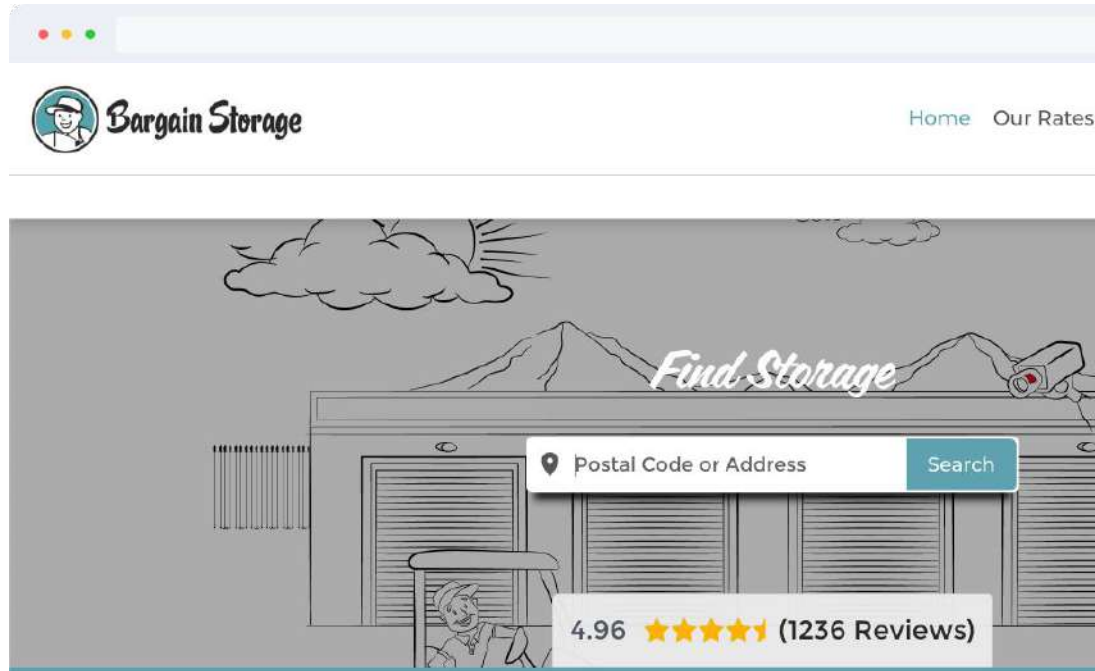 Bargain Storage
Home Our Rates
Find Storage
Postal Code or Address Search
4.96 (1236 Reviews)